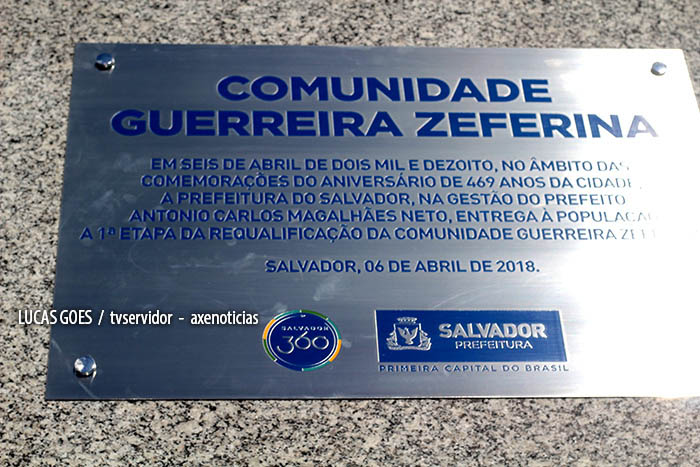 COMUNIDADE
GUERREIRA ZEFERINA
EM SEIS DE ABRIL DE DOIS MIL E DEZOITO, NO ÂMBITO DAS
COMEMORAÇÕES DO ANIVERSÁRIO DE 469 ANOS DA CIDADE,
A PREFEITURA DO SALVADOR, NA GESTÃO DO PREFEITO
ANTONIO CARLOS MAGALHÃES NETO, ENTREGA À
A 1ª ETAPA DA REQUALIFICAÇÃO DA COMUNIDADE GUERREIRA
SALVADOR, 06 DE ABRIL DE 2018.
LUCAS GOES / tvservidor - axenoticias
SALVADOR
360
SALVADOR
PREFEITURA
PRIMEIRA CAPITAL DO BRASIL